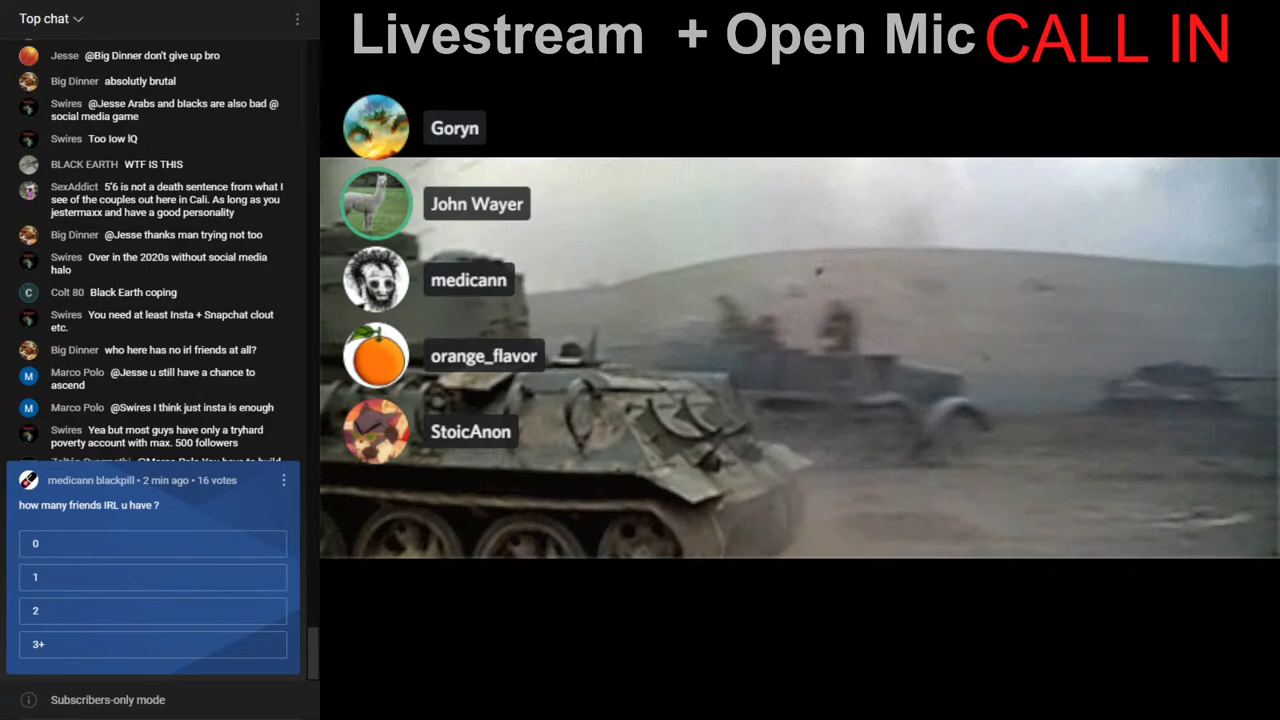 Top chat
Livestream + Open Mic CALL IN
Jesse @Big Dinner don't give up bro
Big Dinner absolutly brutal
Swires @Jesse Arabs and blacks are also bad @
social media game
Swires Too low IQ
BLACK EARTH WTF IS THIS
SexAddict 5'6 is not a death sentence from what I
see of the couples out here in Cali. As long as you
jestermaxx and have a good personality
Big Dinner @Jesse thanks man trying not too
Swires Over in the 2020s without social media
halo
C Colt 80 Black Earth coping
Swires You need at least Insta + Snapchat clout
etc.
Big Dinner who here has no irl friends at all?
M Marco Polo @Jesse u still have a chance to
ascend
M Marco Polo @Swires I think just insta is enough
Swires Yea but most guys have only a tryhard
poverty account with max. 500 followers
medicann blackpill • 2 min ago • 16 votes
how many friends IRL u have ?
0
1
2
3+
Subscribers-only mode
Goryn
John Wayer
medicann
orange_flavor
StoicAnon